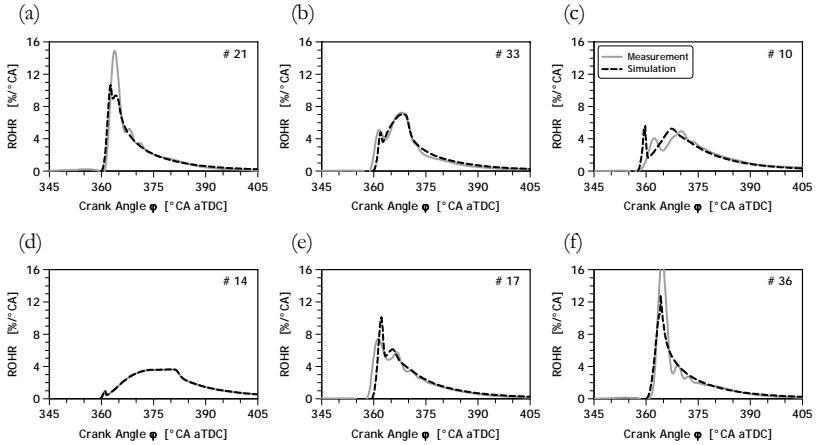 (a)
(b)
(c)
# 21
# 33
# 10
Measurement
Simulation
ROHR [%/°CA]
ROHR [%/°CA]
ROHR [%/°CA]
16
12
8
4
0
16
12
8
4
0
16
12
8
4
0
345 360 375 390 405
345 360 375 390 405
345 360 375 390 405
Crank Angle φ [°CA aTDC]
Crank Angle φ [°CA aTDC]
Crank Angle φ [°CA aTDC]
(d)
(e)
(f)
# 14
# 17
# 36
ROHR [%/°CA]
ROHR [%/°CA]
ROHR [%/°CA]
16
12
8
4
0
16
12
8
4
0
16
12
8
4
0
345 360 375 390 405
345 360 375 390 405
345 360 375 390 405
Crank Angle φ [°CA aTDC]
Crank Angle φ [°CA aTDC]
Crank Angle φ [°CA aTDC]